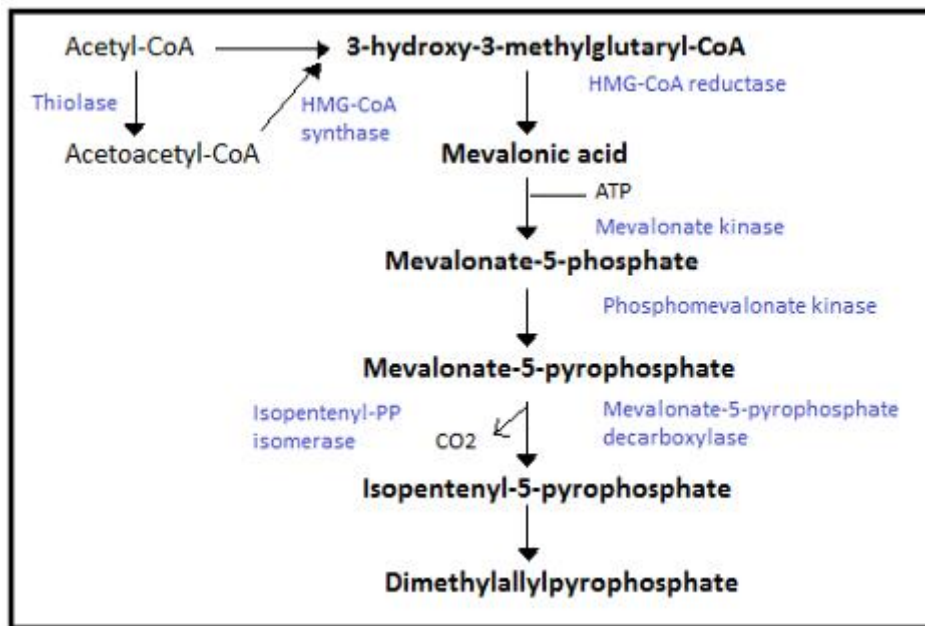 Acetyl-CoA
3-hydroxy-3-methylglutaryl-CoA
Thiolase
HMG-CoA
synthase
HMG-CoA reductase
Acetoacetyl-CoA
Mevalonic acid
ATP
Mevalonate kinase
Mevalonate-5-phosphate
Phosphomevalonate kinase
Mevalonate-5-pyrophosphate
Isopentenyl-PP
isomerase
CO2
Mevalonate-5-pyrophosphate
decarboxylase
Isopentenyl-5-pyrophosphate
Dimethylallylpyrophosphate